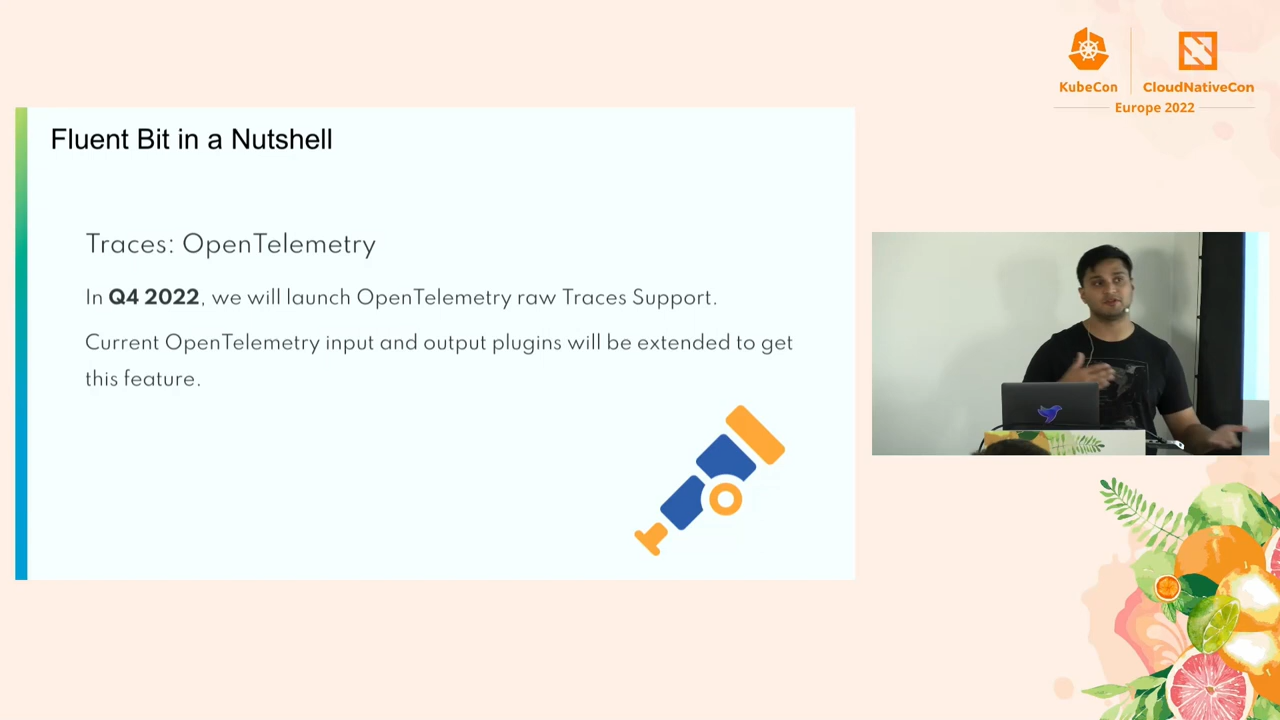 KubeCon
CloudNativeCon
Europe 2022
Fluent Bit in a Nutshell
Traces: OpenTelemetry
In Q4 2022, we will launch OpenTelemetry raw Traces Support.
Current OpenTelemetry input and output plugins will be extended to get
this feature.